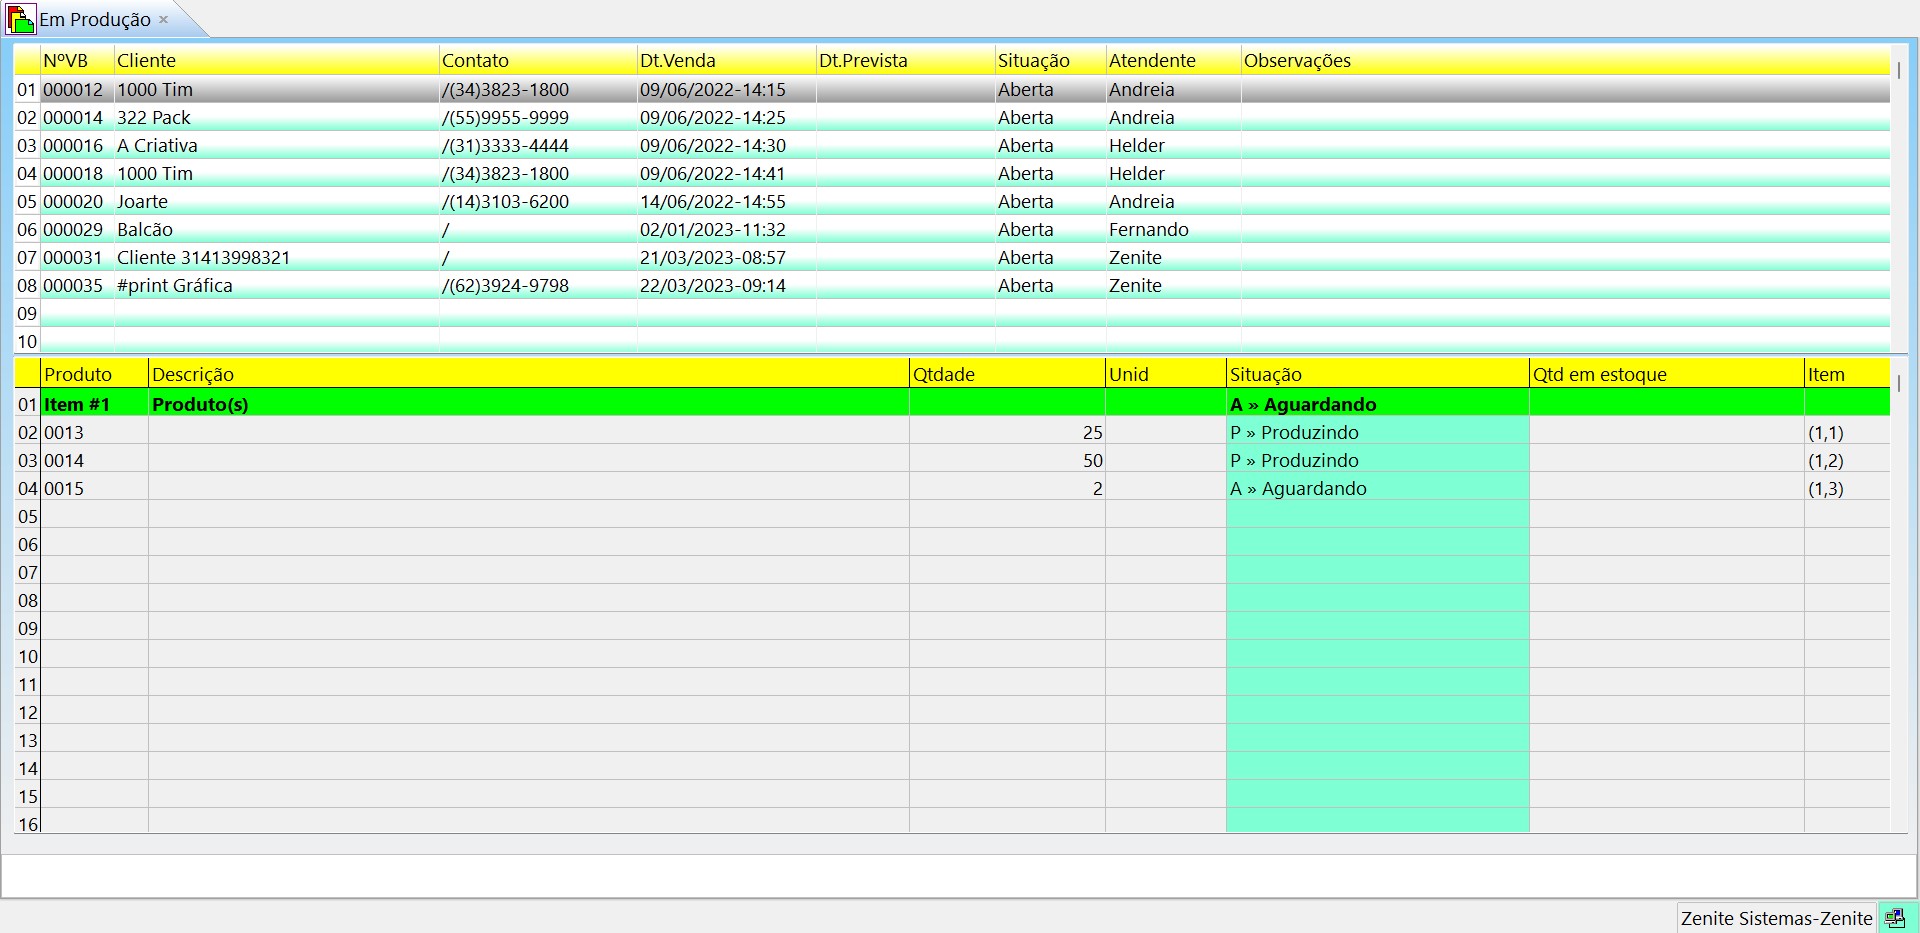 Em Produção ×
NºVB Cliente Contato Dt.Venda Dt.Prevista Situação Atendente Observações
01 000012 1000 Tim /(34)3823-1800 09/06/2022-14:15 Aberta Andreia
02 000014 322 Pack /(55)9955-9999 09/06/2022-14:25 Aberta Andreia
03 000016 A Criativa /(31)3333-4444 09/06/2022-14:30 Aberta Helder
04 000018 1000 Tim /(34)3823-1800 09/06/2022-14:41 Aberta Helder
05 000020 Joarte /(14)3103-6200 14/06/2022-14:55 Aberta Andreia
06 000029 Balcão / 02/01/2023-11:32 Aberta Fernando
07 000031 Cliente 31413998321 / 21/03/2023-08:57 Aberta Zenite
08 000035 #print Gráfica /(62)3924-9798 22/03/2023-09:14 Aberta Zenite
09
10
Produto Descrição Qtdade Unid Situação Qtd em estoque Item
01 Item #1 Produto(s) A » Aguardando
02 0013 25 P » Produzindo (1,1)
03 0014 50 P » Produzindo (1,2)
04 0015 2 A » Aguardando (1,3)
05
06
07
08
09
10
11
12
13
14
15
16
Zenite Sistemas-Zenite